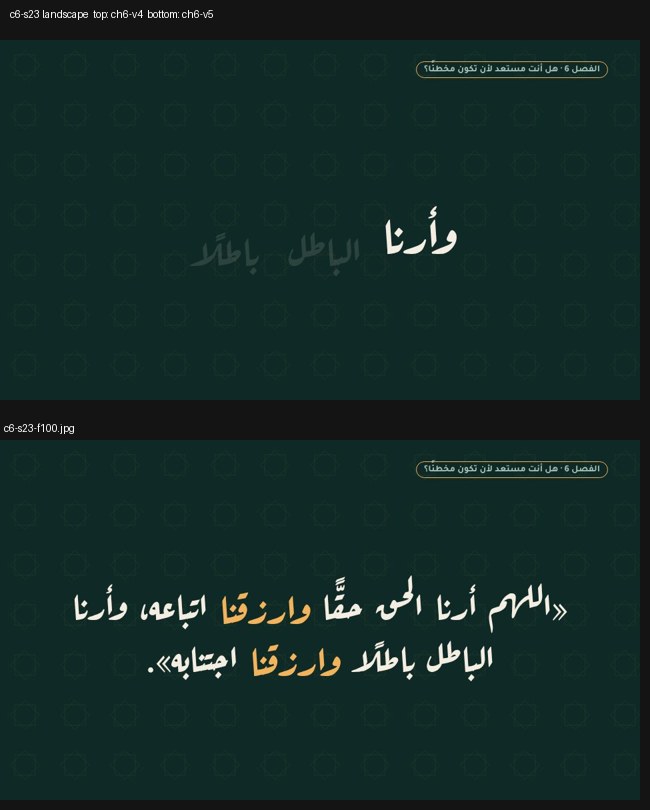 c6-s23 landscape top: ch6-v4 bottom: ch6-v5
الفصل 6 · هل أنت مستعد لأن تكون مخطئًا؟
وأرنا الباطل باطلًا
c6-s23-f100.jpg
الفصل 6 · هل أنت مستعد لأن تكون مخطئًا؟
«اللهم أرنا الحق حقًّا وارزقنا اتباعه، وأرنا
الباطل باطلًا وارزقنا اجتنابه».